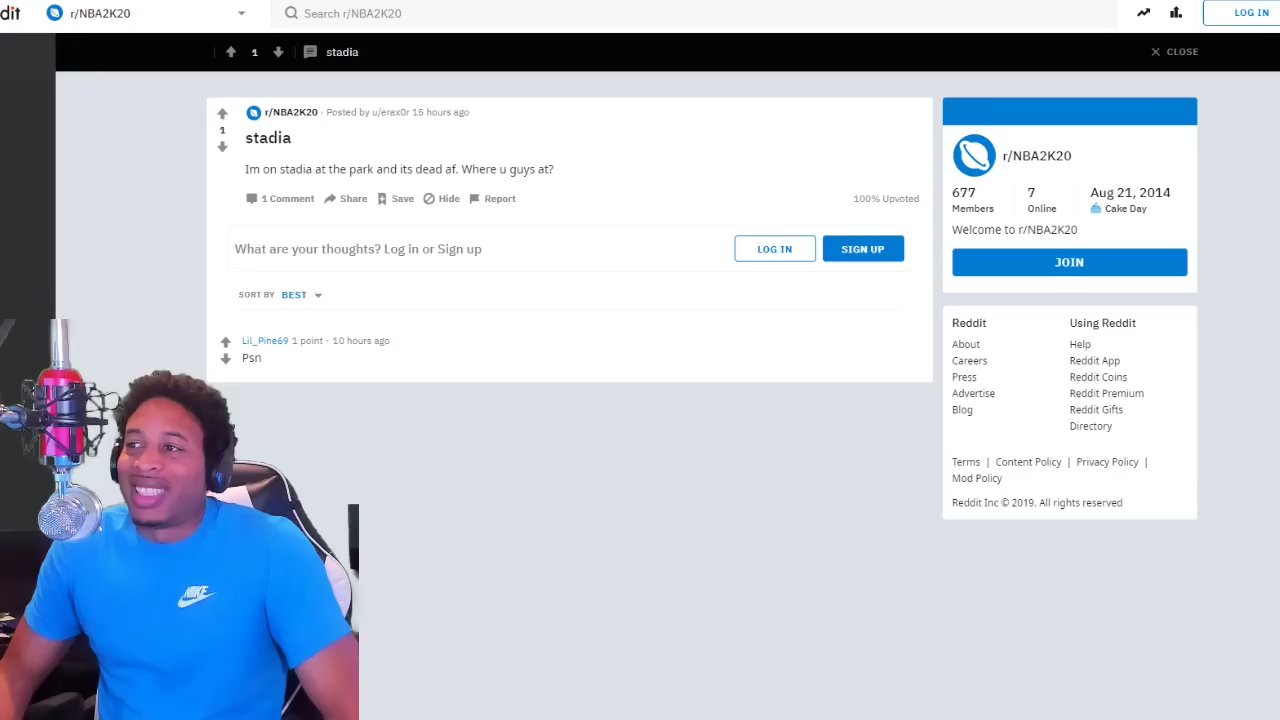 dit r/NBA2K20 Search r/NBA2K20 LOG IN
1 stadia CLOSE
r/NBA2K20 · Posted by u/erax0r 15 hours ago
1
stadia
Im on stadia at the park and its dead af. Where u guys at?
1 Comment Share Save Hide Report 100% Upvoted
What are your thoughts? Log in or Sign up LOG IN SIGN UP
SORT BY BEST
Lil_Pine69 1 point · 10 hours ago
Psn
r/NBA2K20
677 7 Aug 21, 2014
Members Online Cake Day
Welcome to r/NBA2K20
JOIN
Reddit Using Reddit
About Help
Careers Reddit App
Press Reddit Coins
Advertise Reddit Premium
Blog Reddit Gifts
Directory
Terms | Content Policy | Privacy Policy |
Mod Policy
Reddit Inc © 2019. All rights reserved
NIKE